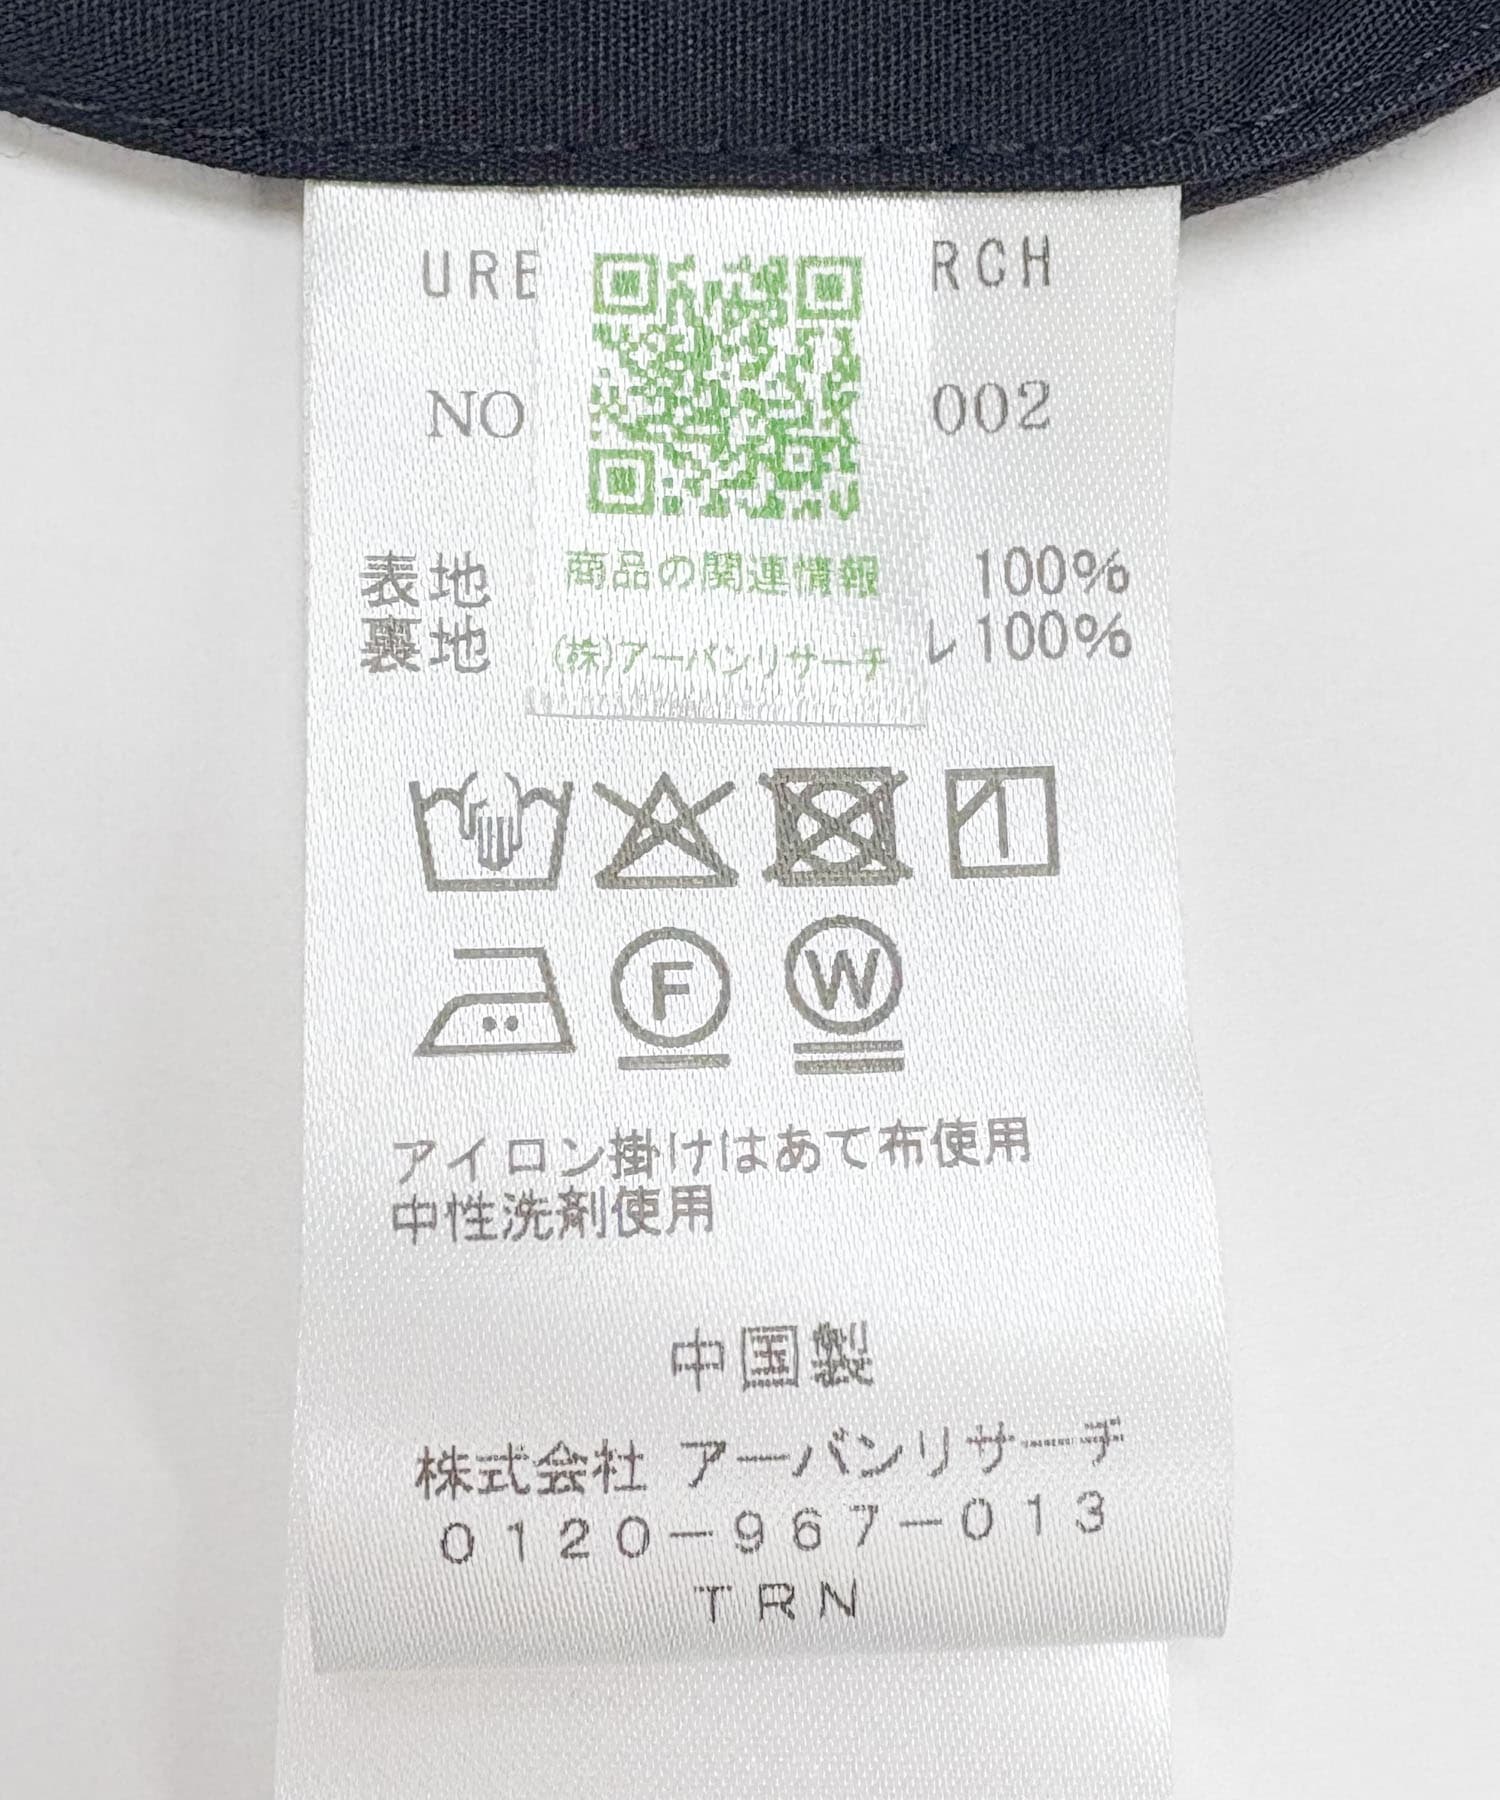 URB RCH
NO 002
表地 100%
裏地 レ100%
商品の関連情報
(株)アーバンリサーチ
F
W
アイロン掛けはあて布使用
中性洗剤使用
中国製
株式会社 アーバンリサーチ
0120-967-013
TRN